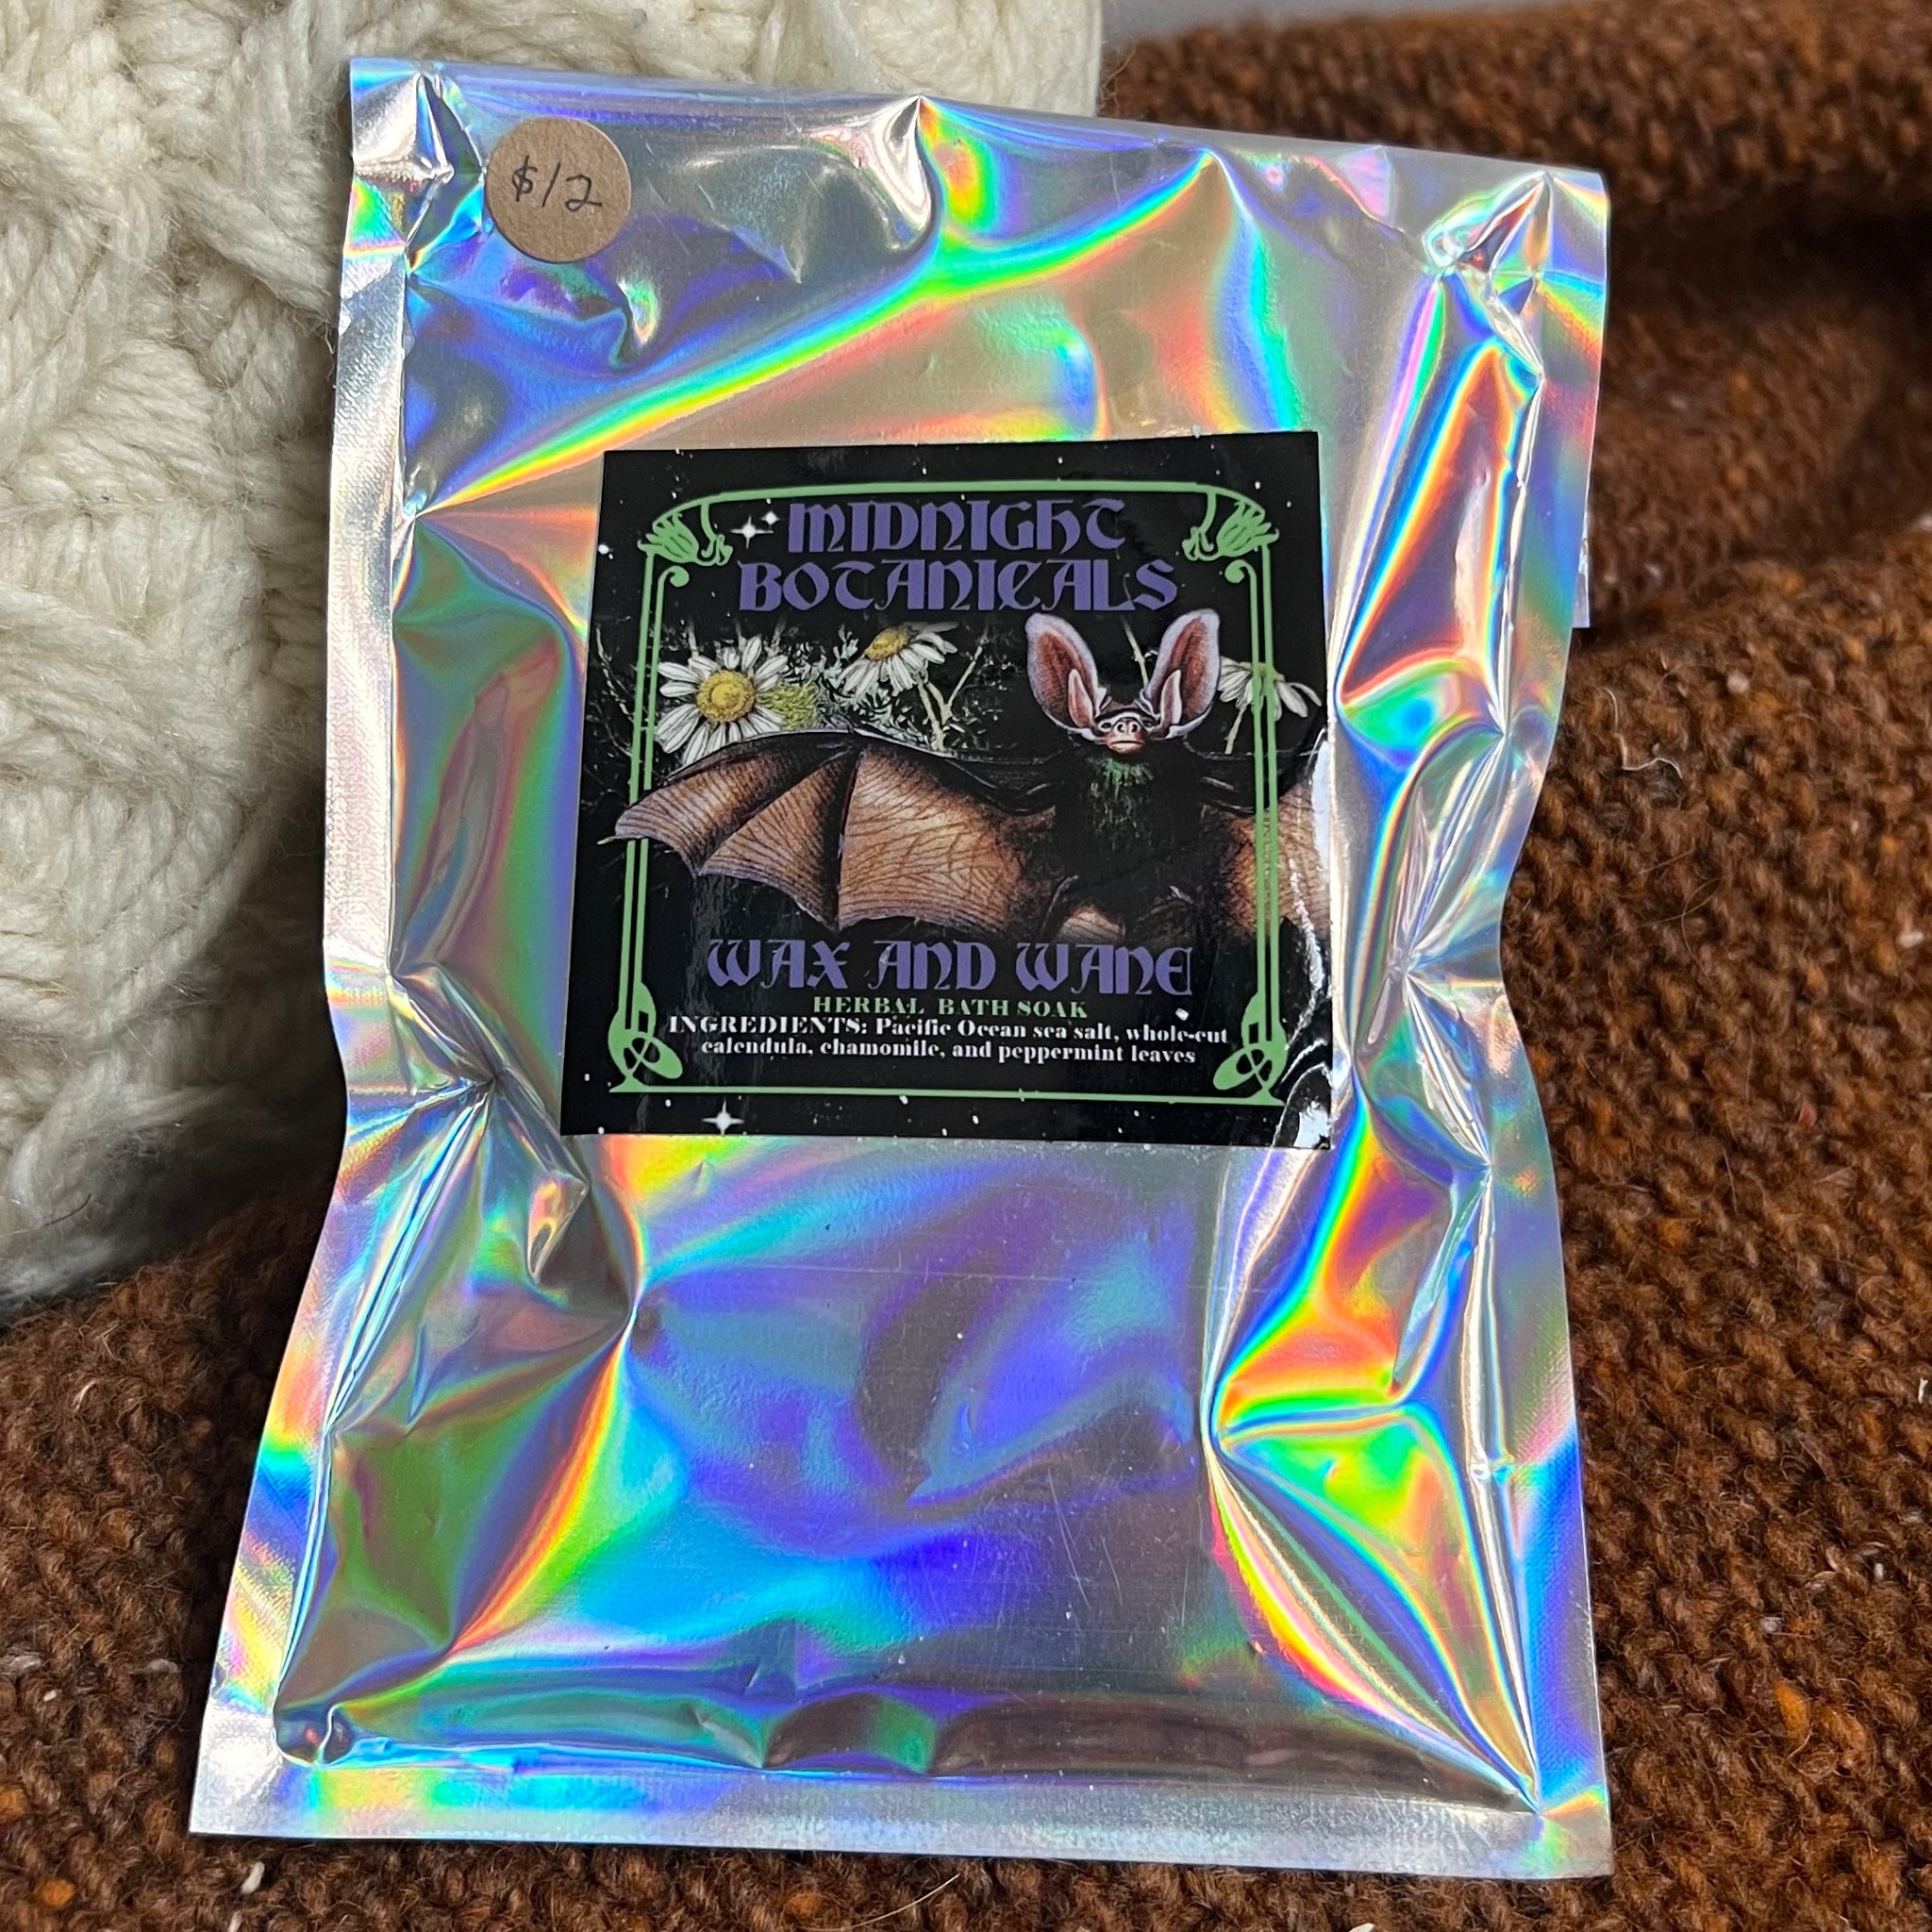 $12
MIDNIGHT
BOTANICALS
WAX AND WANE
HERBAL BATH SOAK
INGREDIENTS: Pacific Ocean sea salt, whole-cut
calendula, chamomile, and peppermint leaves